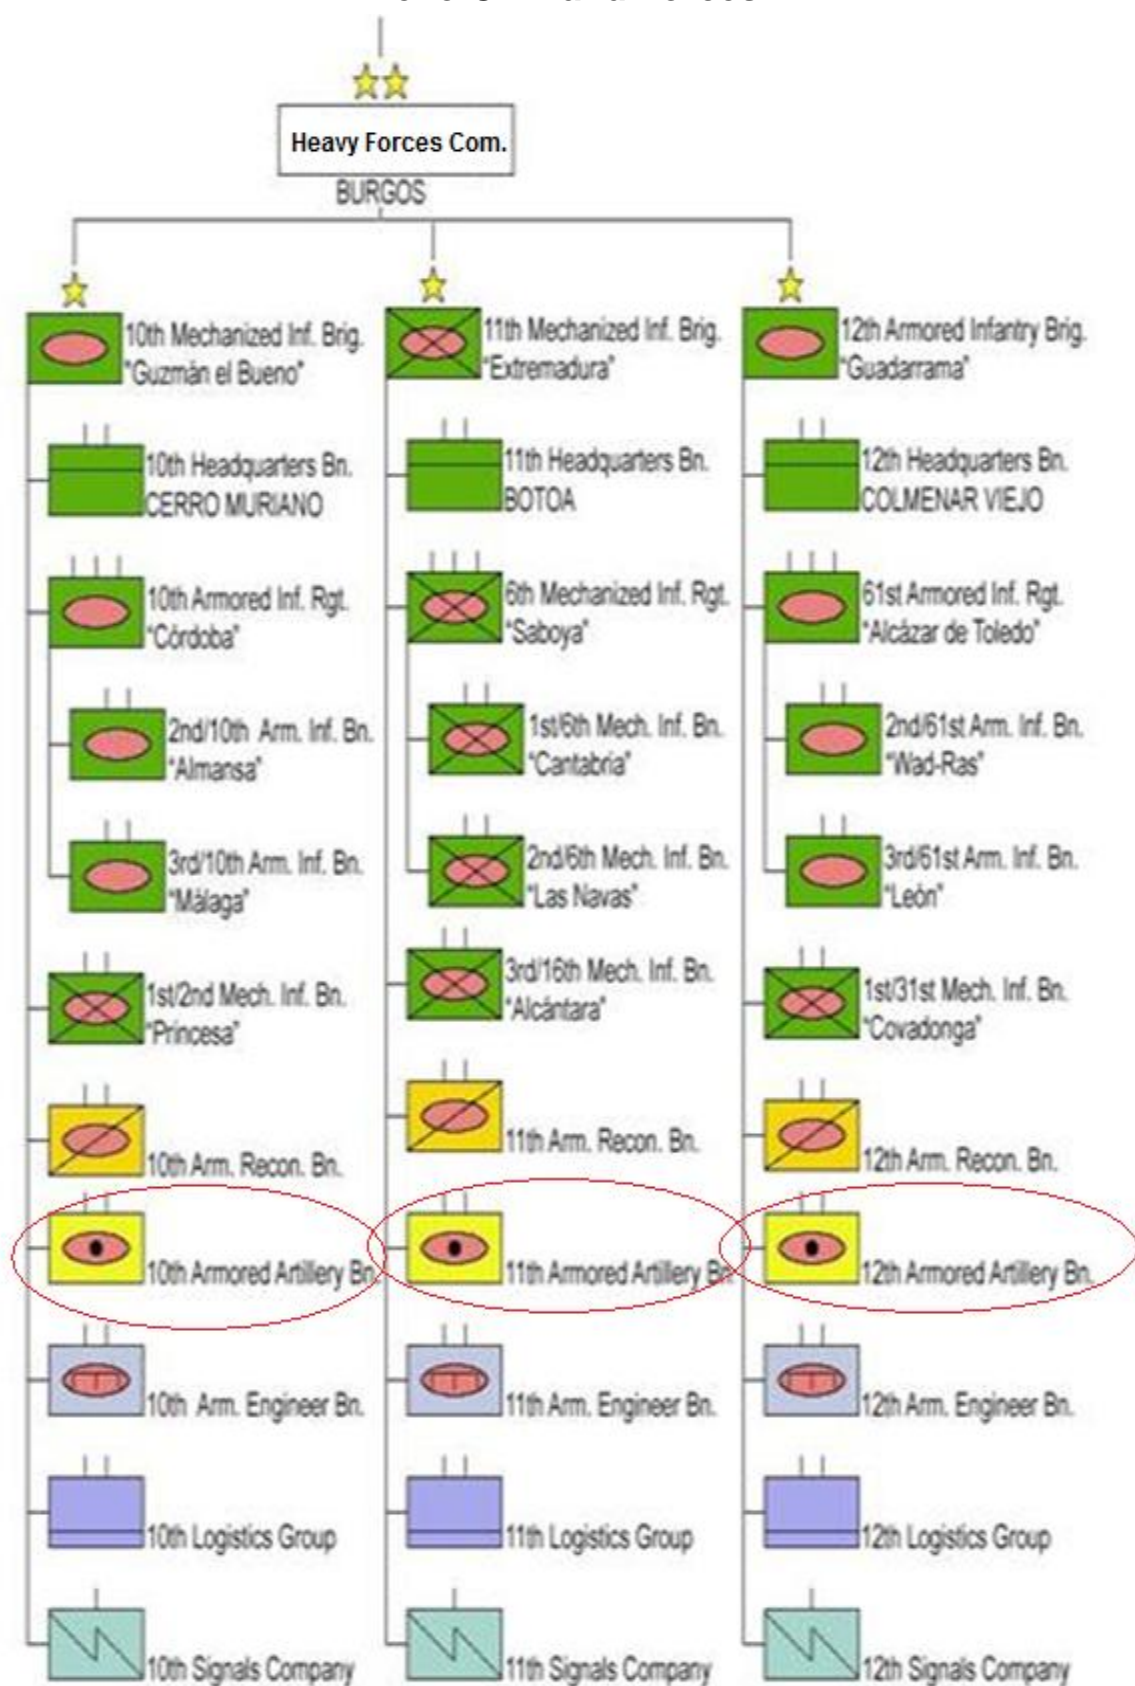 Heavy Forces Com.
BURGOS
10th Mechanized Inf. Brig.
"Guzmán el Bueno"
10th Headquarters Bn.
CERRO MURIANO
10th Armored Inf. Rgt.
"Córdoba"
2nd/10th Arm. Inf. Bn.
"Almansa"
3rd/10th Arm. Inf. Bn.
"Málaga"
1st/2nd Mech. Inf. Bn.
"Princesa"
10th Arm. Recon. Bn.
10th Armored Artillery Bn.
10th Arm. Engineer Bn.
10th Logistics Group
10th Signals Company
11th Mechanized Inf. Brig.
"Extremadura"
11th Headquarters Bn.
BOTOA
6th Mechanized Inf. Rgt.
"Saboya"
1st/6th Mech. Inf. Bn.
"Cantabria"
2nd/6th Mech. Inf. Bn.
"Las Navas"
3rd/16th Mech. Inf. Bn.
"Alcántara"
11th Arm. Recon. Bn.
11th Armored Artillery Bn
11th Arm. Engineer Bn.
11th Logistics Group
11th Signals Company
12th Armored Infantry Brig.
"Guadarrama"
12th Headquarters Bn.
COLMENAR VIEJO
61st Armored Inf. Rgt.
"Alcázar de Toledo"
2nd/61st Arm. Inf. Bn.
"Wad-Ras"
3rd/61st Arm. Inf. Bn.
"León"
1st/31st Mech. Inf. Bn.
"Covadonga"
12th Arm. Recon. Bn.
12th Armored Artillery Bn.
12th Arm. Engineer Bn.
12th Logistics Group
12th Signals Company